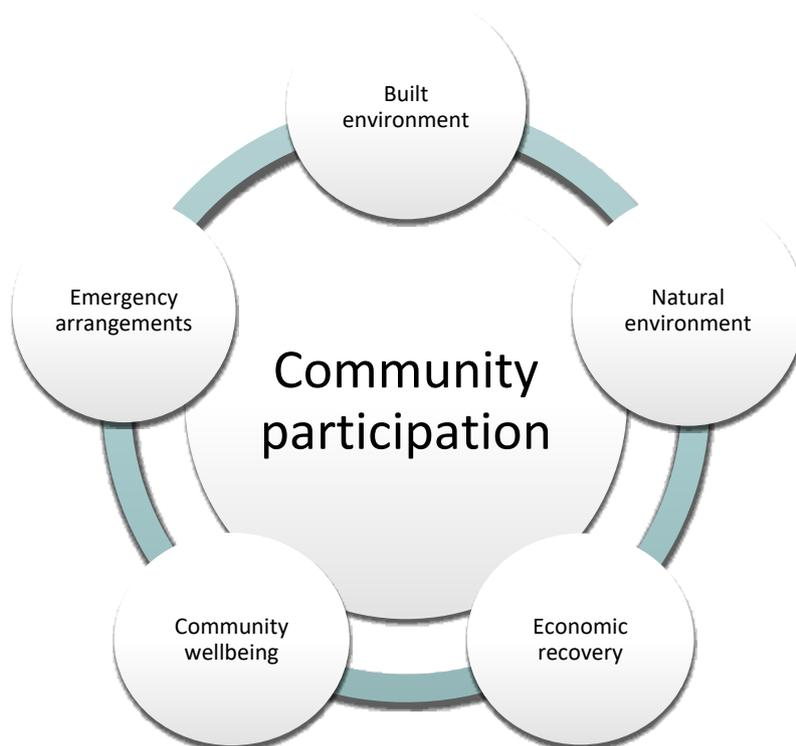 Built
environment
Emergency
arrangements
Natural
environment
Community
participation
Community
wellbeing
Economic
recovery